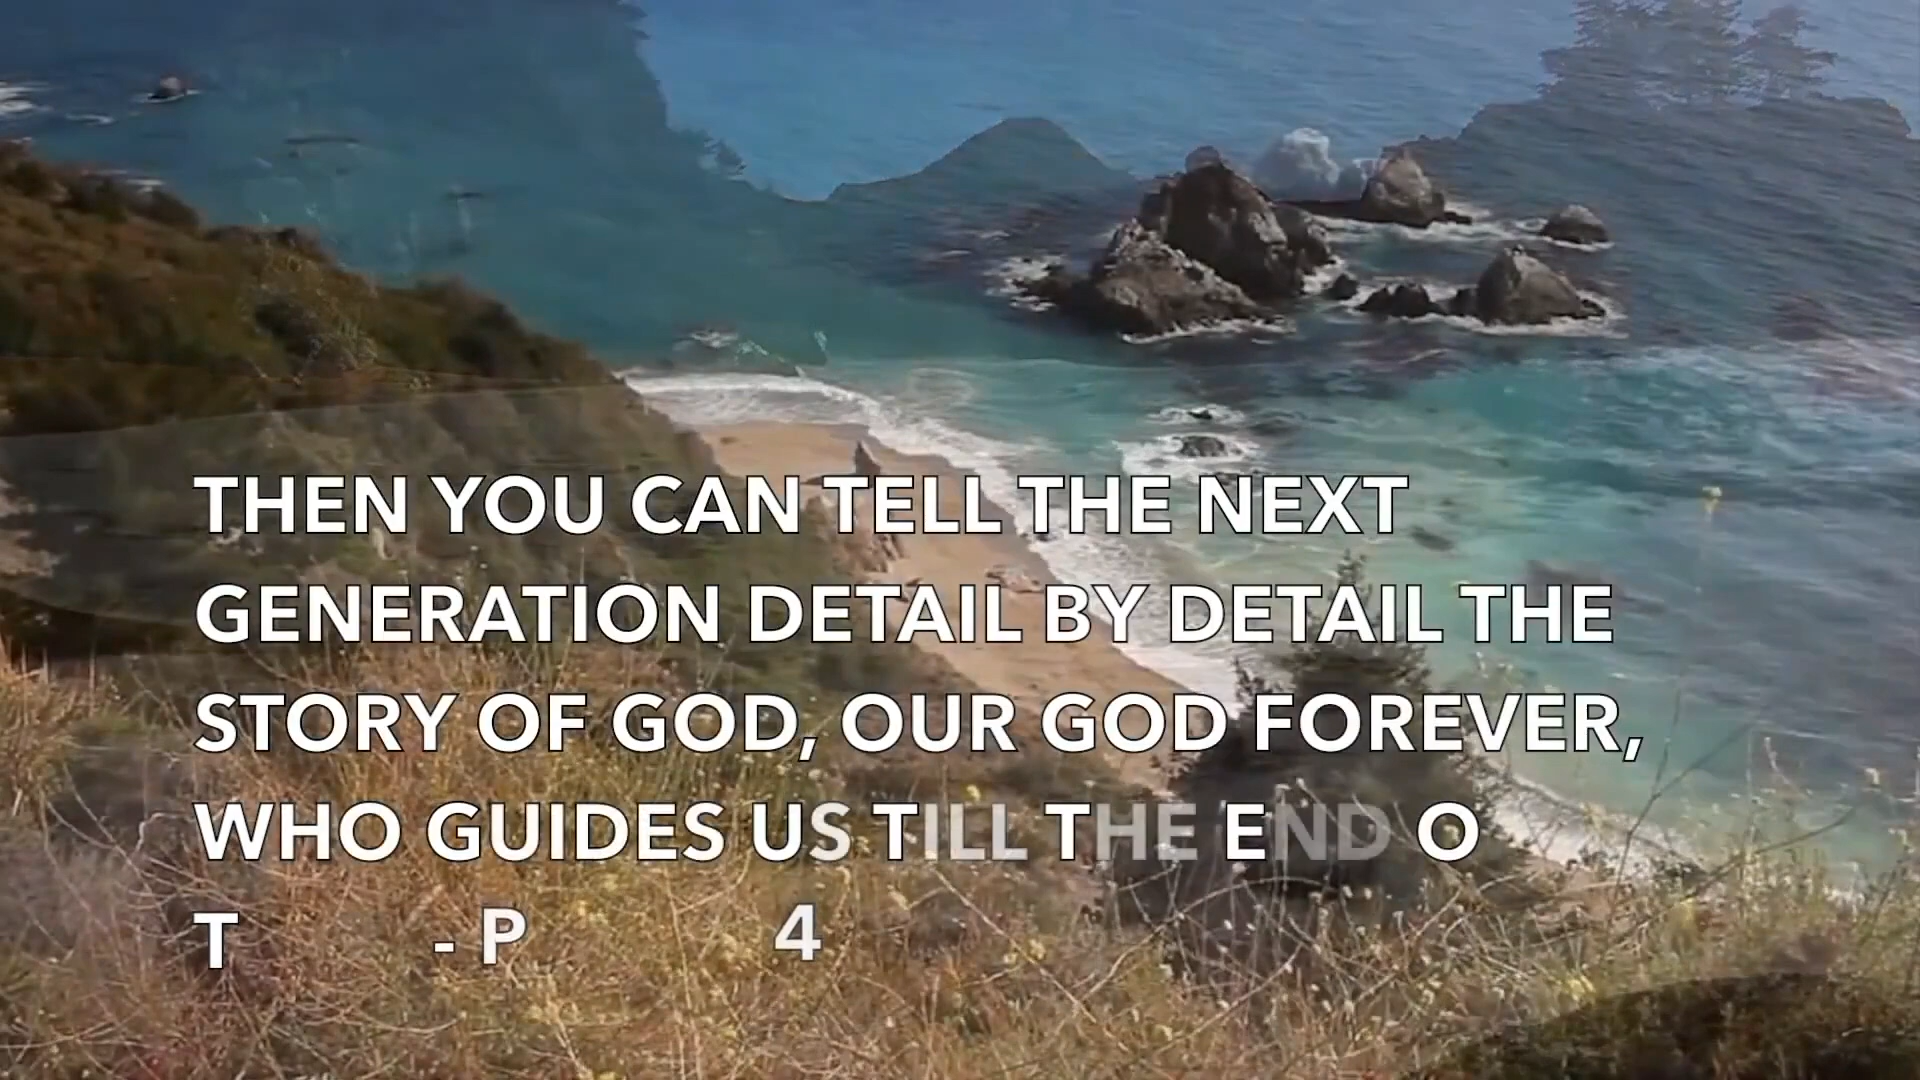 THEN YOU CAN TELL THE NEXT
GENERATION DETAIL BY DETAIL THE
STORY OF GOD, OUR GOD FOREVER,
WHO GUIDES US TILL THE END O
T - P 4